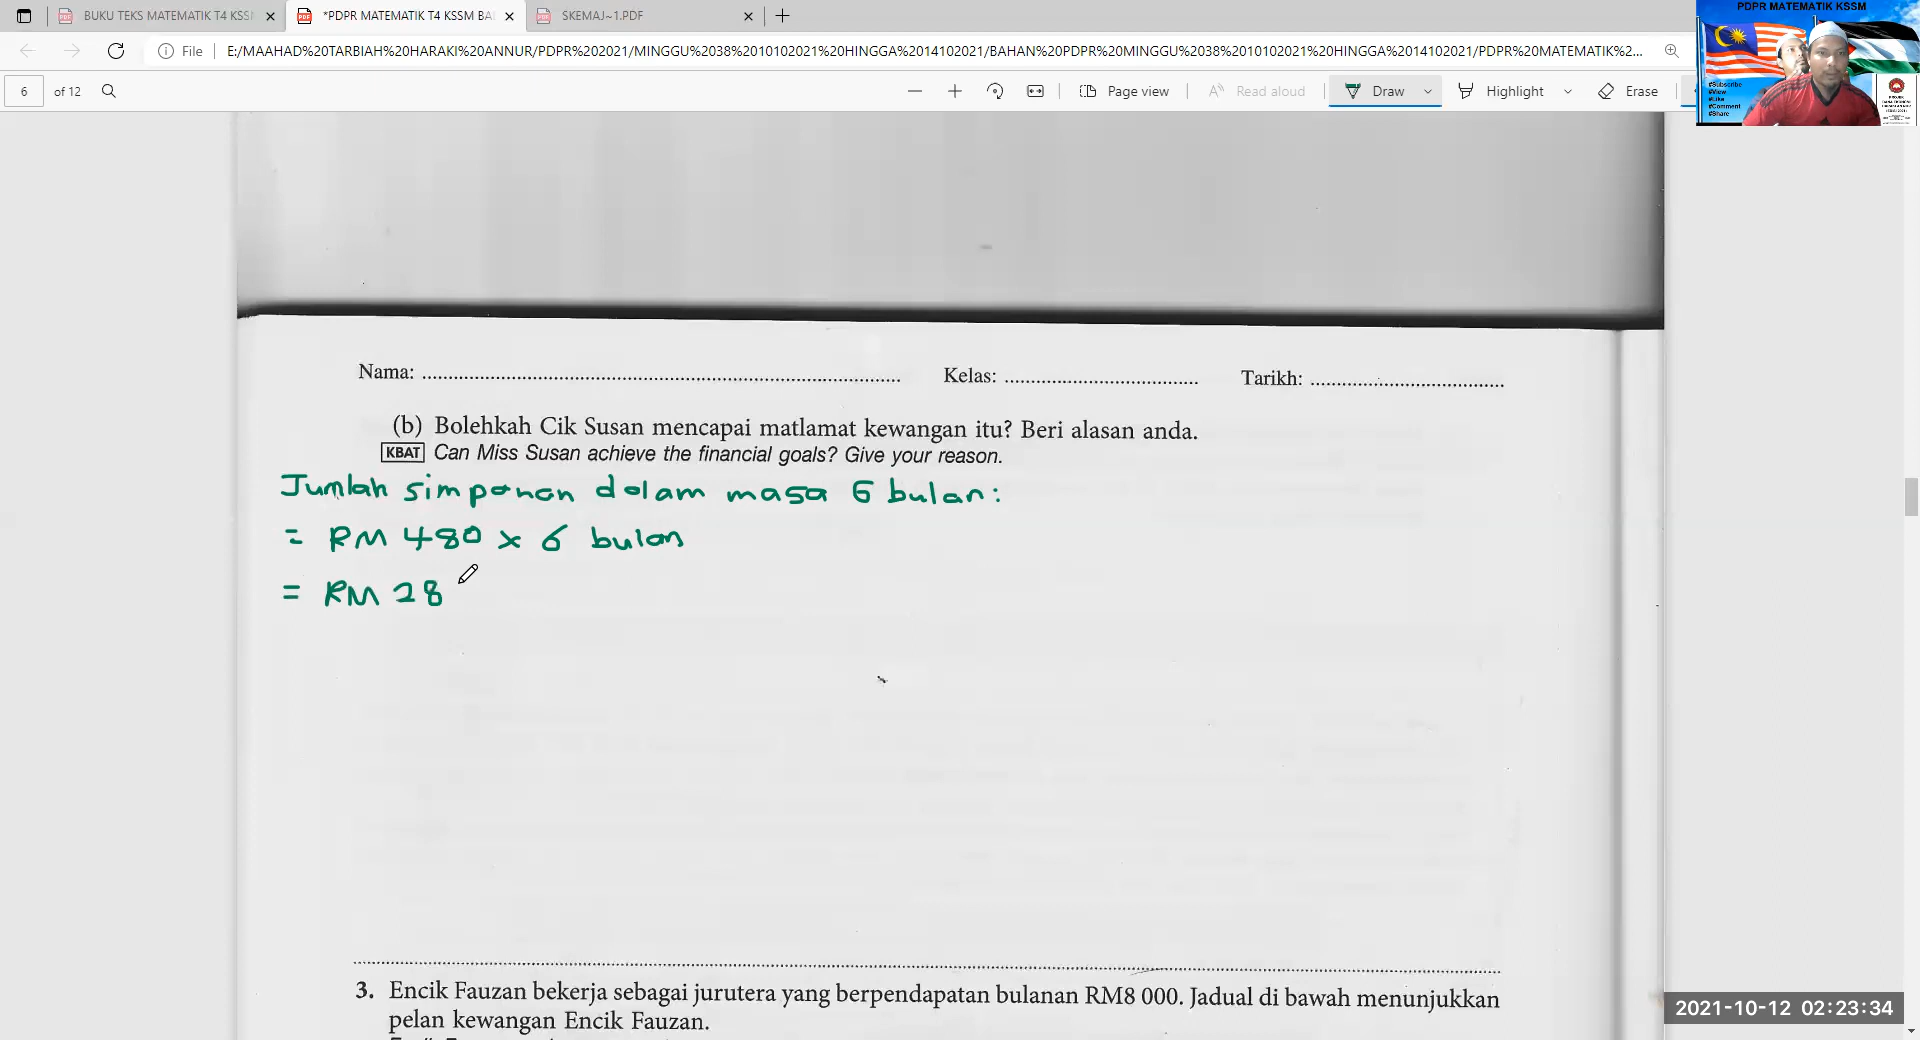 BUKU TEKS MATEMATIK T4 KSSM
*PDPR MATEMATIK T4 KSSM BA
SKEMAJ~1.PDF
File
E:/MAAHAD%20TARBIAH%20HARAKI%20ANNUR/PDPR%202021/MINGGU%2038%2010102021%20HINGGA%2014102021/BAHAN%20PDPR%20MINGGU%2038%2010102021%20HINGGA%2014102021/PDPR%20MATEMATIK%2...
6 of 12
Page view
Read aloud
Draw
Highlight
Erase
PDPR MATEMATIK KSSM
#Subscribe
#View
#Like
#Comment
#Share
Nama: Kelas: Tarikh:
(b) Bolehkah Cik Susan mencapai matlamat kewangan itu? Beri alasan anda.
KBAT Can Miss Susan achieve the financial goals? Give your reason.
Jumlah simpanan dalam masa 6 bulan:
= RM 480 x 6 bulan
= RM 28
3. Encik Fauzan bekerja sebagai jurutera yang berpendapatan bulanan RM8 000. Jadual di bawah menunjukkan
pelan kewangan Encik Fauzan.
2021-10-12 02:23:34